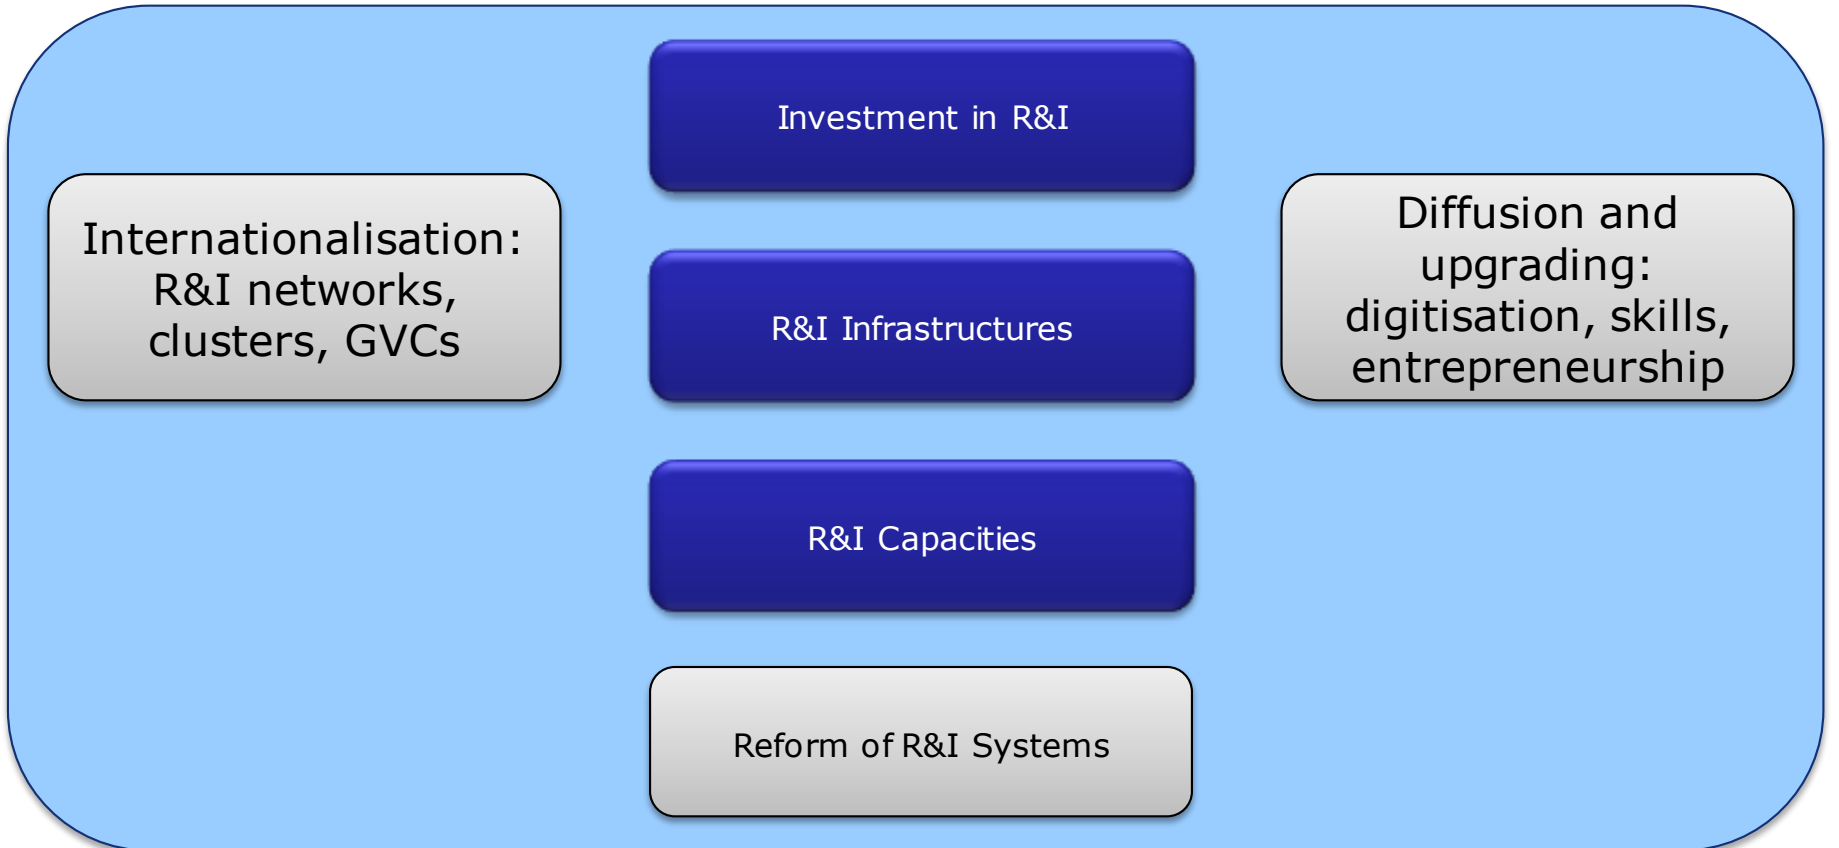 Investment in R&I
Internationalisation:
R&I networks,
clusters, GVCs
R&I Infrastructures
Diffusion and
upgrading:
digitisation, skills,
entrepreneurship
R&I Capacities
Reform of R&I Systems